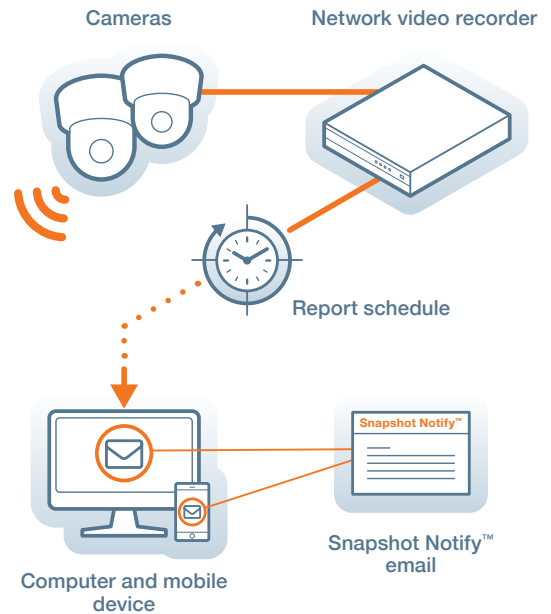 Cameras
Network video recorder
Report schedule
Snapshot Notify™
Snapshot Notify™
email
Computer and mobile
device